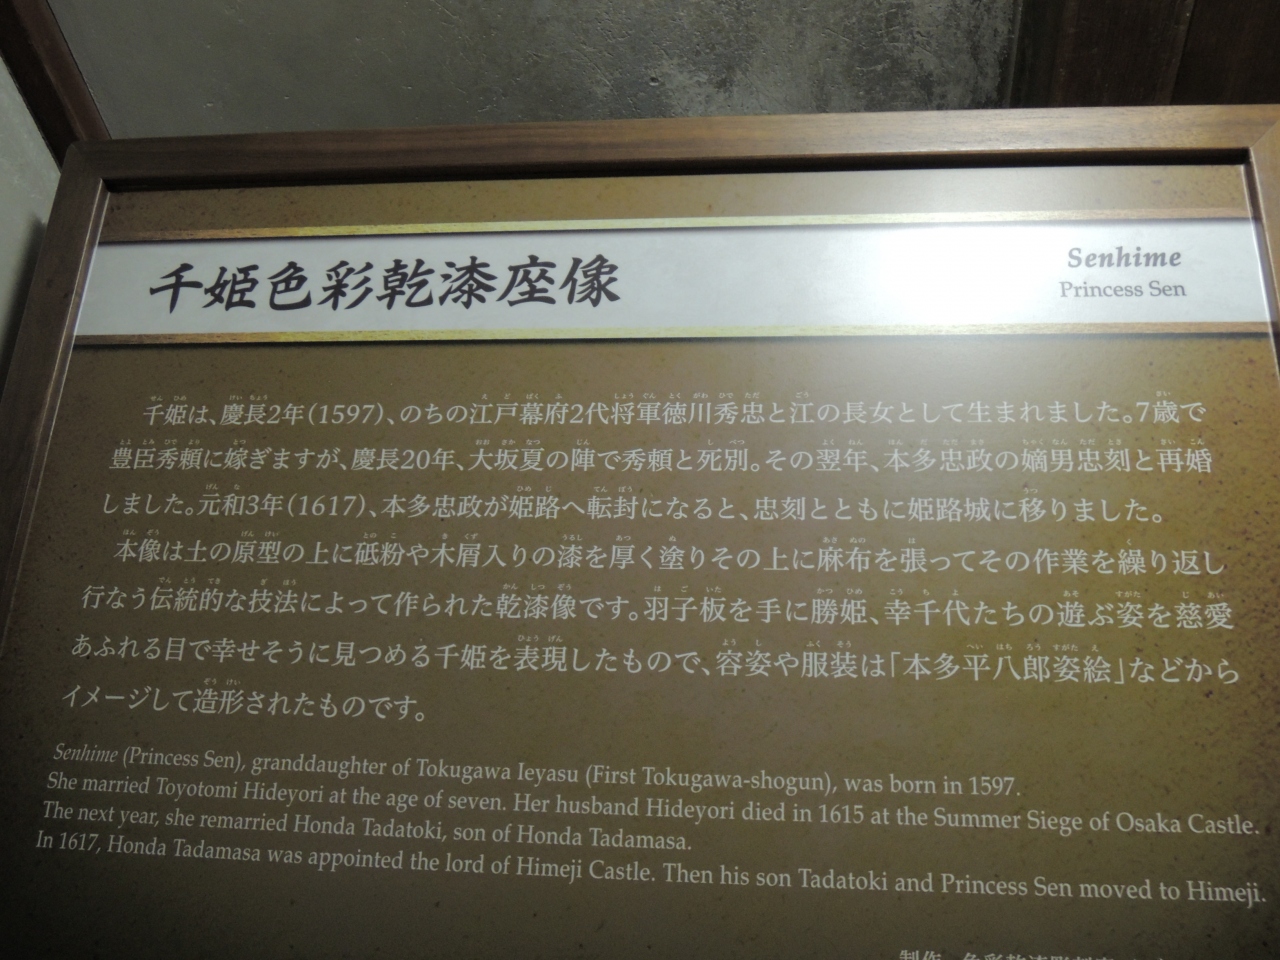 千姫色彩乾漆座像
Senhime
Princess Sen
千姫は、慶長2年(1597)、のちの江戸幕府2代将軍徳川秀忠と江の長女として生まれました。7歳で
豊臣秀頼に嫁ぎますが、慶長20年、大坂夏の陣で秀頼と死別。その翌年、本多忠政の嫡男忠刻と再婚
しました。元和3年(1617)、本多忠政が姫路へ転封になると、忠刻とともに姫路城に移りました。
本像は土の原型の上に砥粉や木屑入りの漆を厚く塗りその上に麻布を張ってその作業を繰り返し
行なう伝統的な技法によって作られた乾漆像です。羽子板を手に勝姫、幸千代たちの遊ぶ姿を慈愛
あふれる目で幸せそうに見つめる千姫を表現したもので、容姿や服装は「本多平八郎姿絵」などから
イメージして造形されたものです。
Senhime (Princess Sen), granddaughter of Tokugawa Ieyasu (First Tokugawa-shogun), was born in 1597.
She married Toyotomi Hideyori at the age of seven. Her husband Hideyori died in 1615 at the Summer Siege of Osaka Castle.
The next year, she remarried Honda Tadatoki, son of Honda Tadamasa.
In 1617, Honda Tadamasa was appointed the lord of Himeji Castle. Then his son Tadatoki and Princess Sen moved to Himeji.
制作